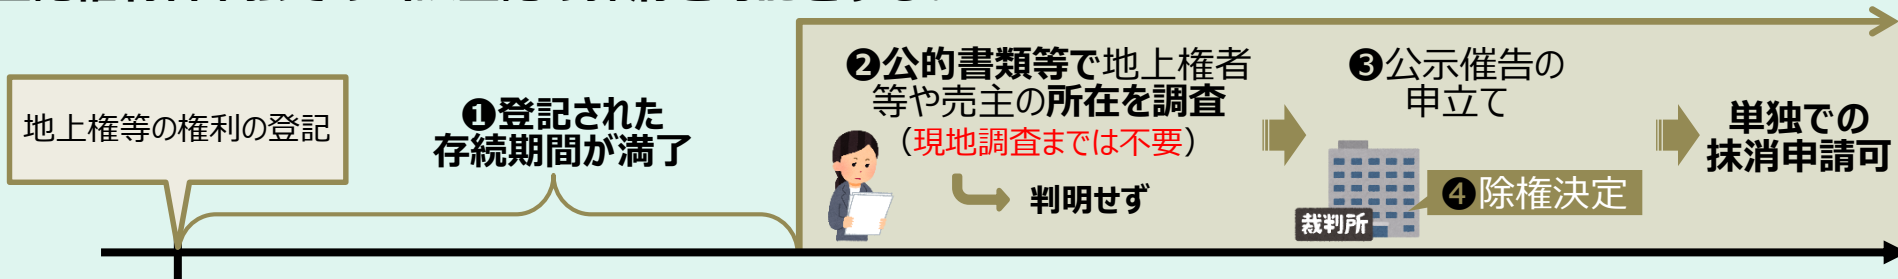 地上権等の権利の登記
❶登記された
存続期間が満了
❷公的書類等で地上権者
等や売主の所在を調査
（現地調査までは不要）
判明せず
❸公示催告の
申立て
裁判所
❹除権決定
単独での
抹消申請可